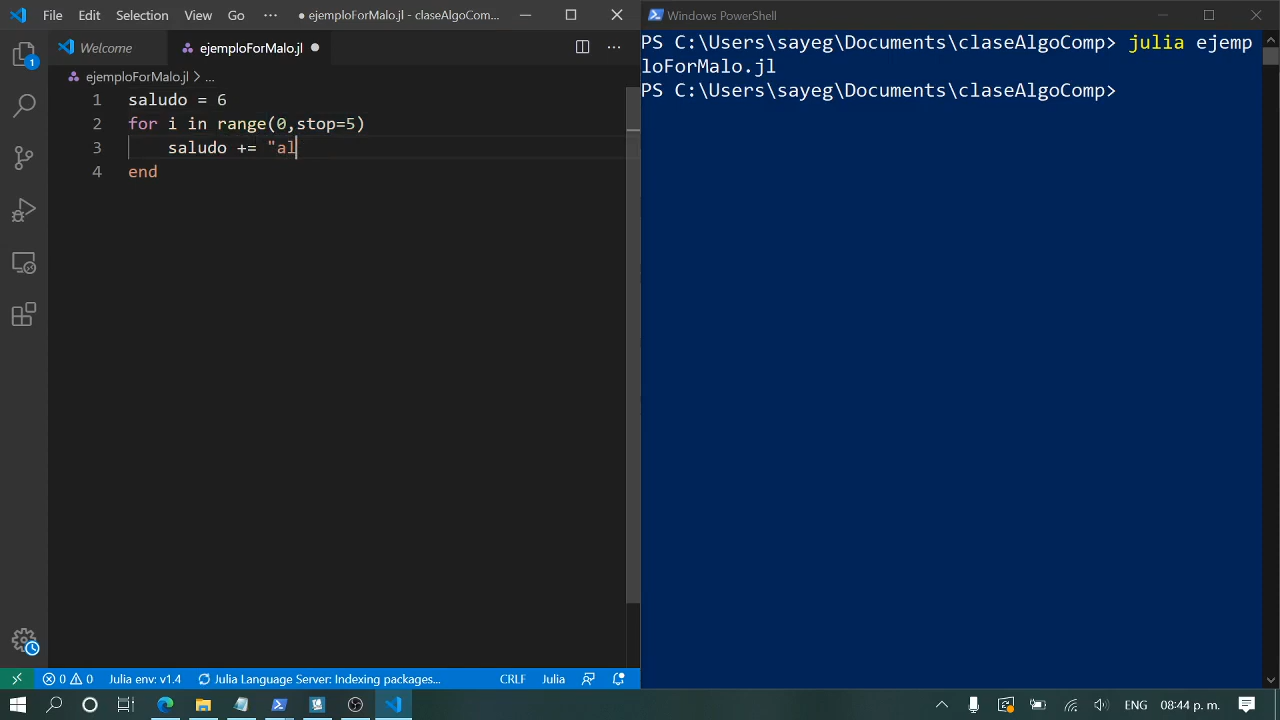 File Edit Selection View Go ··· ejemploForMalo.jl - claseAlgoCom...
Welcome ejemploForMalo.jl
ejemploForMalo.jl > ...
1 saludo = 6
2 for i in range(0,stop=5)
3 saludo += "al
4 end
1
0 0 Julia env: v1.4 Julia Language Server: Indexing packages... CRLF Julia
Windows PowerShell
PS C:\Users\sayeg\Documents\claseAlgoComp> julia ejemp
loForMalo.jl
PS C:\Users\sayeg\Documents\claseAlgoComp>
ENG 08:44 p. m.